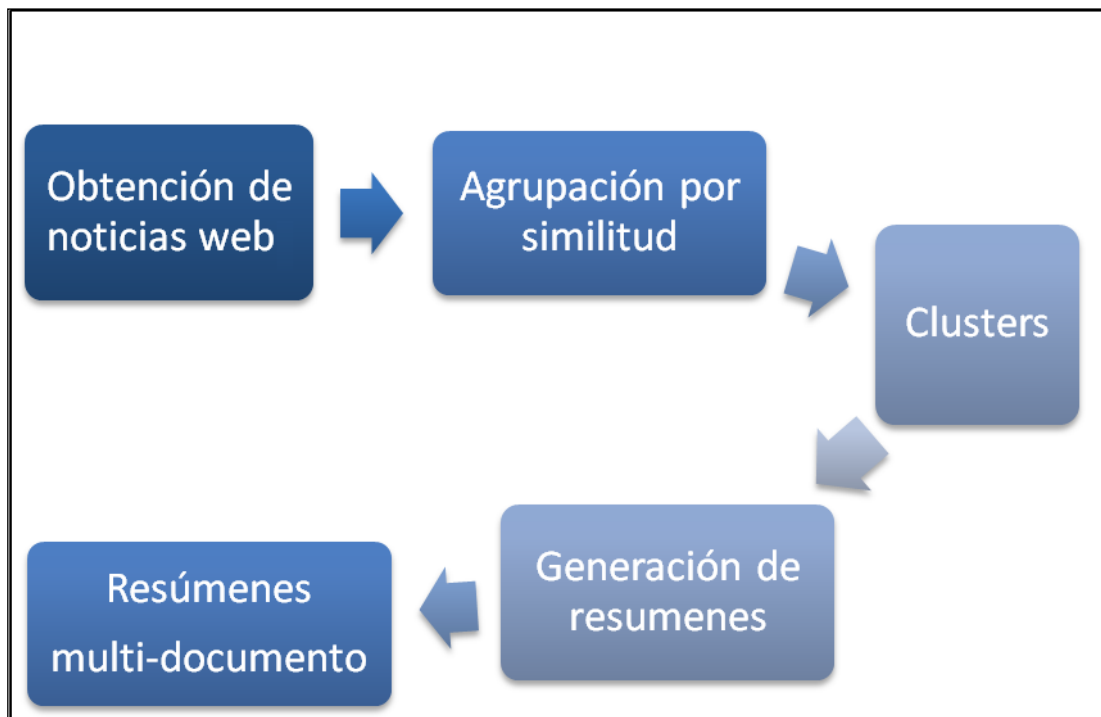 Obtención de
noticias web
Agrupación por
similitud
Clusters
Generación de
resumenes
Resúmenes
multi-documento